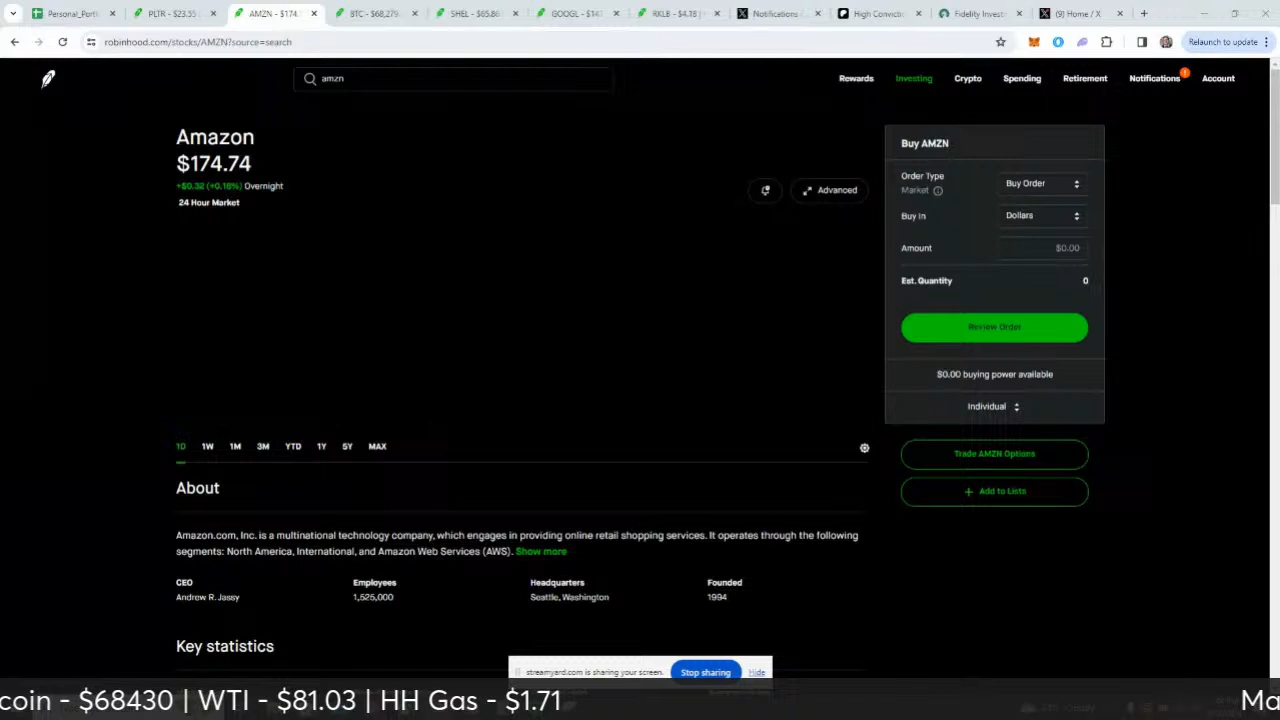 Personal_Port
PLTR - $23.55
AMZN - $174.
BTC - $68,279.
SHEL - $65.86
GOOGL - $14
RKLB - $4.18
Notifications
High Convictic
Fidelity Invest
(9) Home / X
robinhood.com/stocks/AMZN?source=search
Relaunch to update
amzn
Rewards
Investing
Crypto
Spending
Retirement
Notifications
Account
Amazon
$174.74
+$0.32 (+0.18%) Overnight
24 Hour Market
Advanced
Buy AMZN
Order Type
Market
Buy Order
Buy In
Dollars
Amount
$0.00
Est. Quantity
0
Review Order
$0.00 buying power available
Individual
Trade AMZN Options
+ Add to Lists
1D 1W 1M 3M YTD 1Y 5Y MAX
About
Amazon.com, Inc. is a multinational technology company, which engages in providing online retail shopping services. It operates through the following
segments: North America, International, and Amazon Web Services (AWS). Show more
CEO
Andrew R. Jassy
Employees
1,525,000
Headquarters
Seattle, Washington
Founded
1994
Key statistics
streamyard.com is sharing your screen.
Stop sharing
Hide
coin - $68430 | WTI - $81.03 | HH Gas - $1.71
Ma